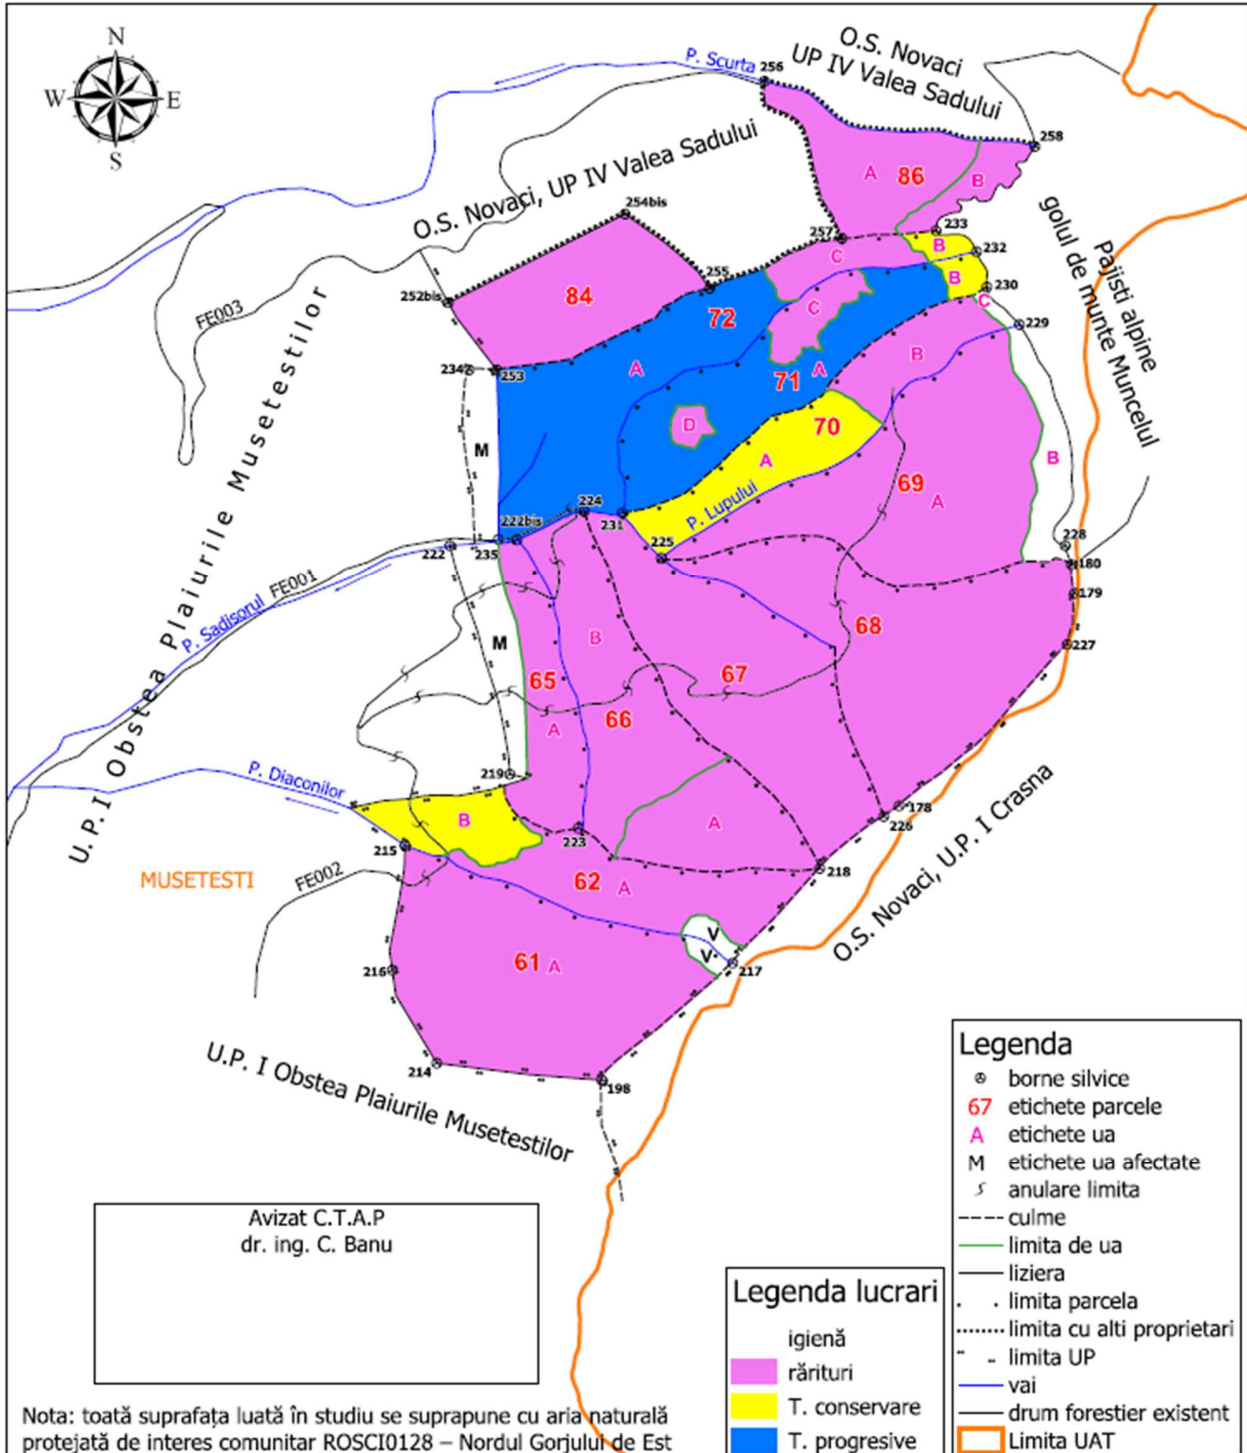 N
W E
S
P. Scurta
256
O.S. Novaci
UP IV Valea Sadului
258
O.S. Novaci, UP IV Valea Sadului
254bis
A
86
B
257
233
golul de munte Muncelul
Pajisti alpine
C
B
232
252bis
84
255
B
230
C
FE003
72
C
229
234
253
A
71
A
B
D
70
M
A
B
69
A
P. Lupului
224
222bis
231
225
228
222
235
180
FE001
179
P. Sadisorul
U.P. I Obstea Plaiurile Musetestilor
M
B
68
227
65
67
66
A
219
P. Diaconilor
178
226
B
A
223
215
218
MUSETESTI
FE002
62
A
O.S. Novaci, U.P. I Crasna
V
V
217
61 A
216
214
198
U.P. I Obstea Plaiurile Musetestilor
Avizat C.T.A.P
dr. ing. C. Banu
Legenda
borne silvice
67 etichete parcele
A etichete ua
M etichete ua afectate
anulare limita
culme
limita de ua
liziera
limita parcela
limita cu alti proprietari
limita UP
vai
drum forestier existent
Limita UAT
Legenda lucrari
igienă
rărituri
T. conservare
T. progresive
Nota: toată suprafața luată în studiu se suprapune cu aria naturală
protejată de interes comunitar ROSCI0128 – Nordul Gorjului de Est